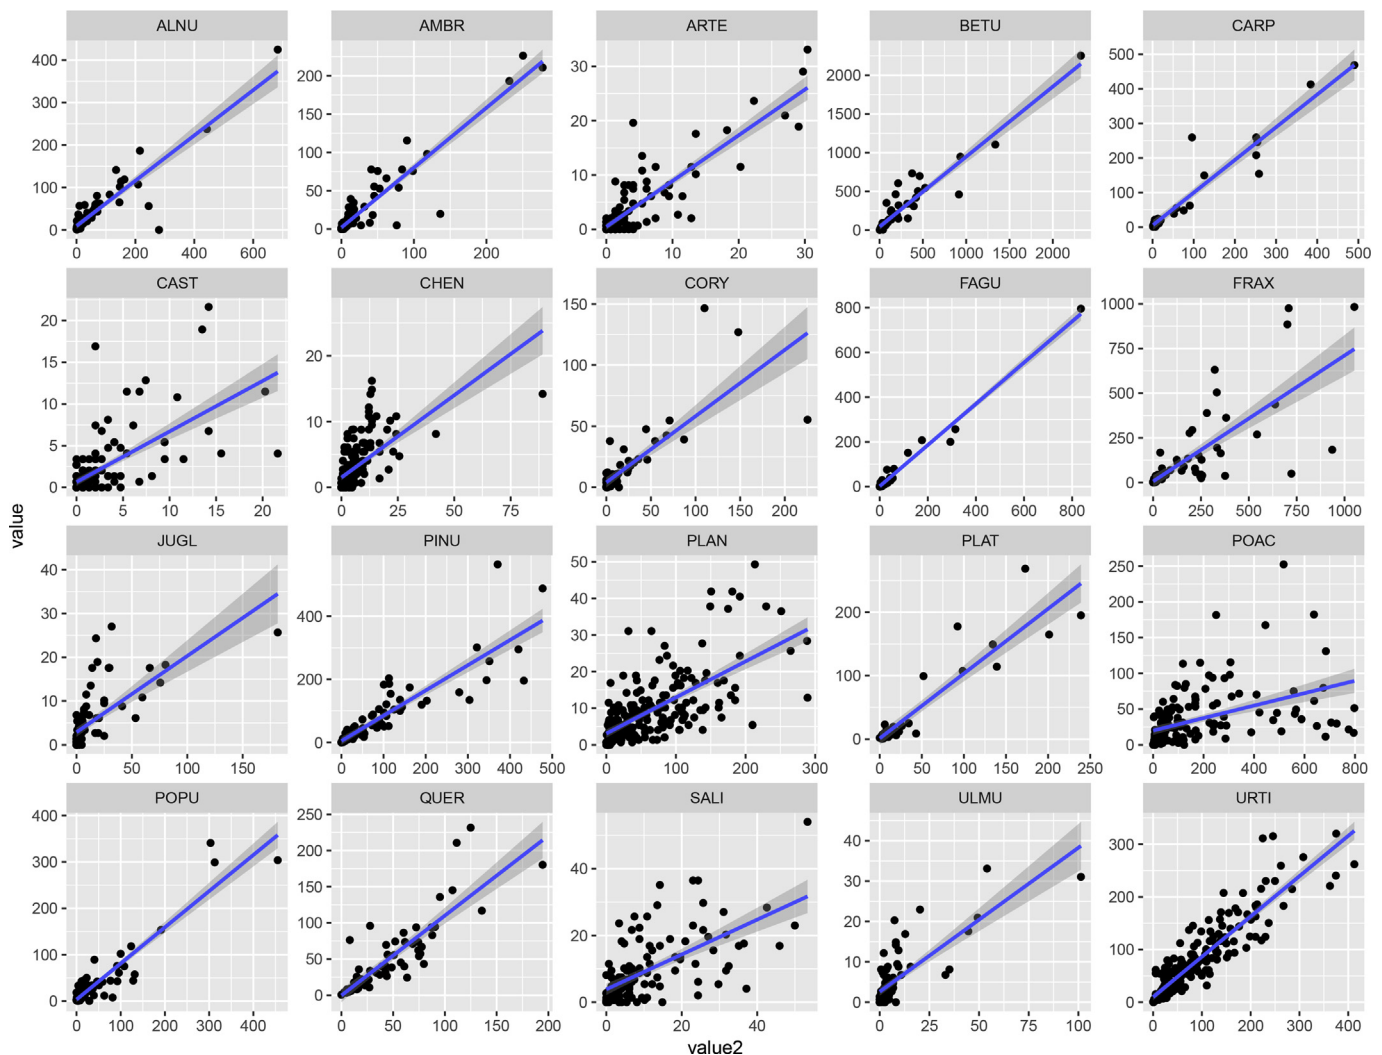 ALNU AMBR ARTE BETU CARP
400 300 200 100 0
200 150 100 50 0
30 20 10 0
2000 1500 1000 500 0
500 400 300 200 100 0
0 200 400 600
0 100 200
0 10 20 30
0 500 1000 1500 2000
0 100 200 300 400 500
CAST CHEN CORY FAGU FRAX
20 15 10 5 0
20 10 0
150 100 50 0
800 600 400 200 0
1000 750 500 250 0
0 5 10 15 20
0 25 50 75
0 50 100 150 200
0 200 400 600 800
0 250 500 750 1000
value
JUGL PINU PLAN PLAT POAC
40 30 20 10 0
400 200 0
50 40 30 20 10 0
200 100 0
250 200 150 100 50 0
0 50 100 150
0 100 200 300 400 500
0 100 200 300
0 50 100 150 200 250
0 200 400 600 800
POPU QUER SALI ULMU URTI
400 300 200 100 0
250 200 150 100 50 0
40 20 0
40 30 20 10 0
300 200 100 0
0 100 200 300 400
0 50 100 150 200
0 20 40
0 25 50 75 100
0 100 200 300 400
value2